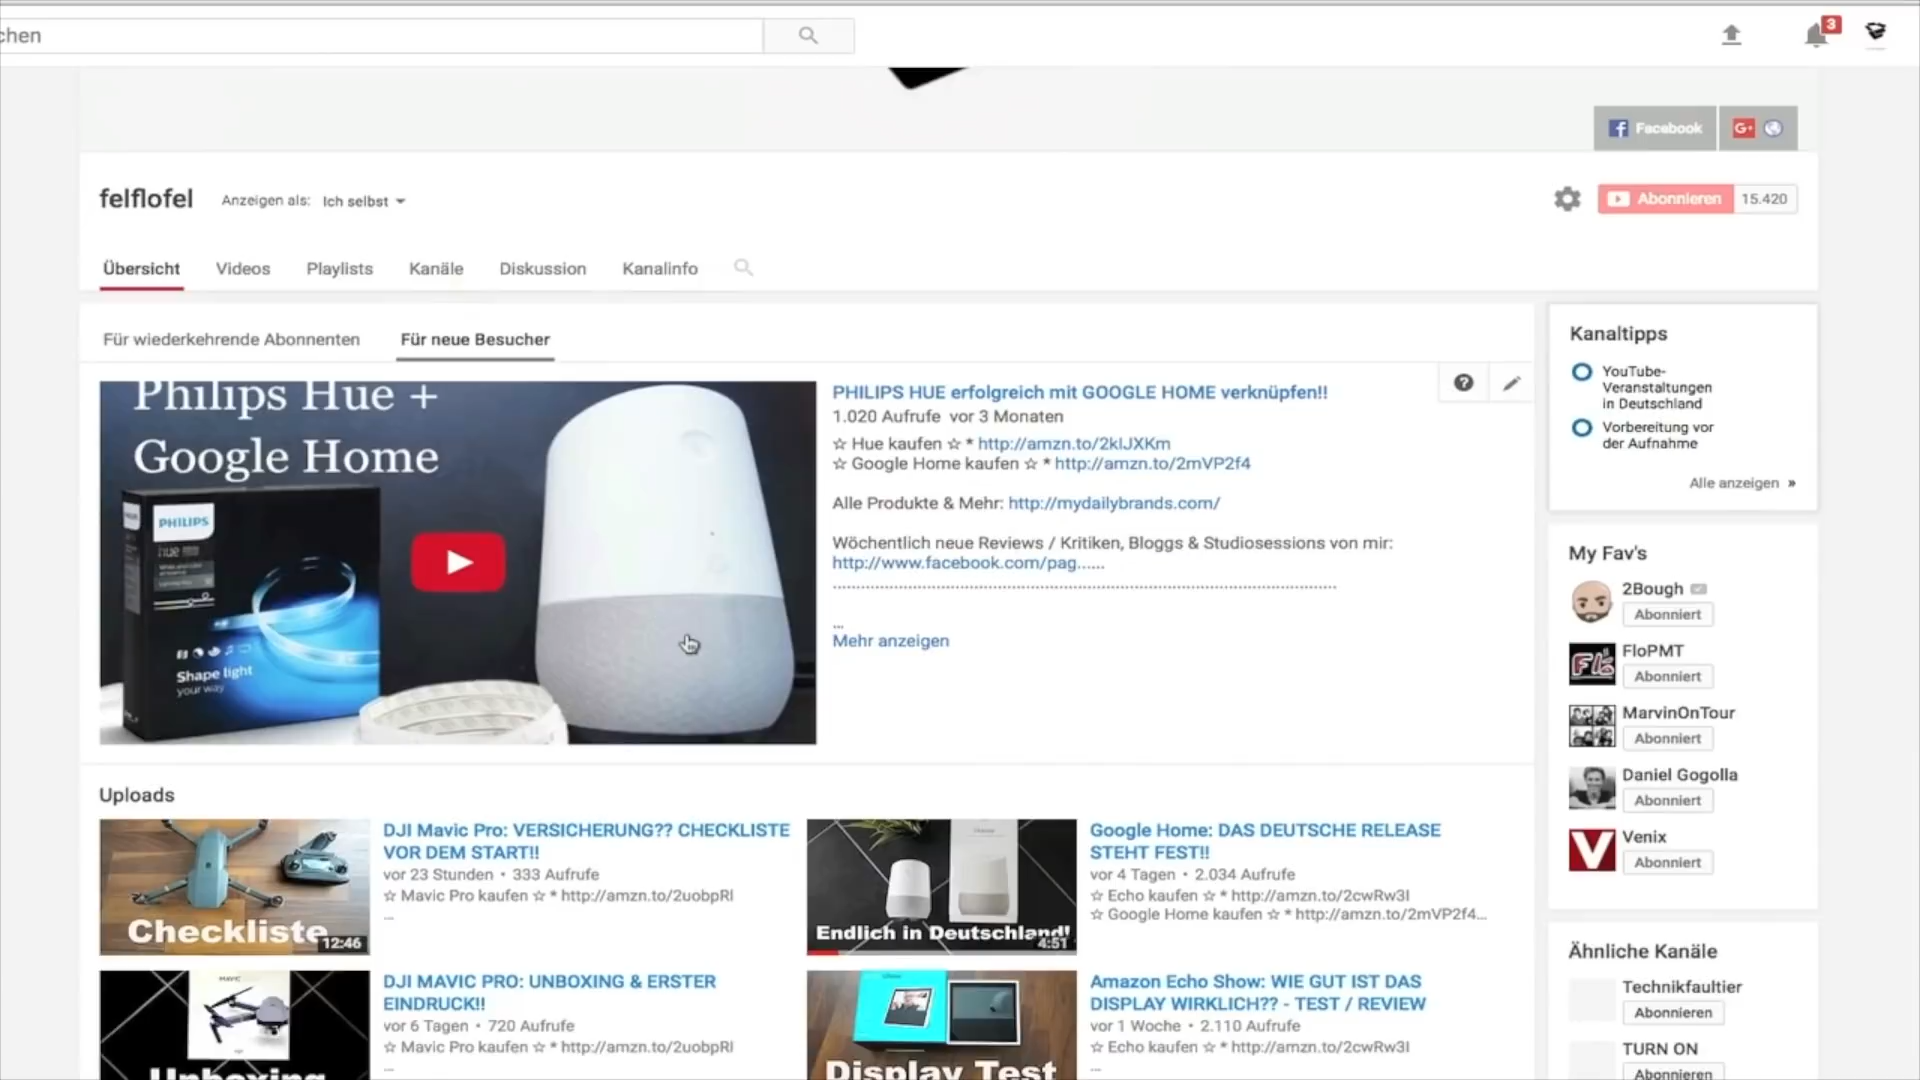 chen
3
Facebook
G+
felflofel
Anzeigen als: Ich selbst
Abonnieren 15.420
Übersicht Videos Playlists Kanäle Diskussion Kanalinfo
Für wiederkehrende Abonnenten Für neue Besucher
Philips Hue +
Google Home
PHILIPS
hue
Shape light
your way
PHILIPS HUE erfolgreich mit GOOGLE HOME verknüpfen!!
1.020 Aufrufe vor 3 Monaten
☆ Hue kaufen ☆ * http://amzn.to/2klJXKm
☆ Google Home kaufen ☆ * http://amzn.to/2mVP2f4
Alle Produkte & Mehr: http://mydailybrands.com/
Wöchentlich neue Reviews / Kritiken, Bloggs & Studiosessions von mir:
http://www.facebook.com/pag......
...
Mehr anzeigen
Kanaltipps
YouTube-
Veranstaltungen
in Deutschland
Vorbereitung vor
der Aufnahme
Alle anzeigen »
My Fav's
2Bough
Abonniert
FloPMT
Abonniert
MarvinOnTour
Abonniert
Daniel Gogolla
Abonniert
V
Venix
Abonniert
Ähnliche Kanäle
Technikfaultier
Abonnieren
TURN ON
Abonnieren
Uploads
Checkliste
12:46
DJI Mavic Pro: VERSICHERUNG?? CHECKLISTE
VOR DEM START!!
vor 23 Stunden • 333 Aufrufe
☆ Mavic Pro kaufen ☆ * http://amzn.to/2uobpRl
...
Endlich in Deutschland!
4:51
Google Home: DAS DEUTSCHE RELEASE
STEHT FEST!!
vor 4 Tagen • 2.034 Aufrufe
☆ Echo kaufen ☆ * http://amzn.to/2cwRw3l
☆ Google Home kaufen ☆ * http://amzn.to/2mVP2f4...
MAVIC
Unboxing
DJI MAVIC PRO: UNBOXING & ERSTER
EINDRUCK!!
vor 6 Tagen • 720 Aufrufe
☆ Mavic Pro kaufen ☆ * http://amzn.to/2uobpRl
...
Display Test
Amazon Echo Show: WIE GUT IST DAS
DISPLAY WIRKLICH?? - TEST / REVIEW
vor 1 Woche • 2.110 Aufrufe
☆ Echo kaufen ☆ * http://amzn.to/2cwRw3l
...